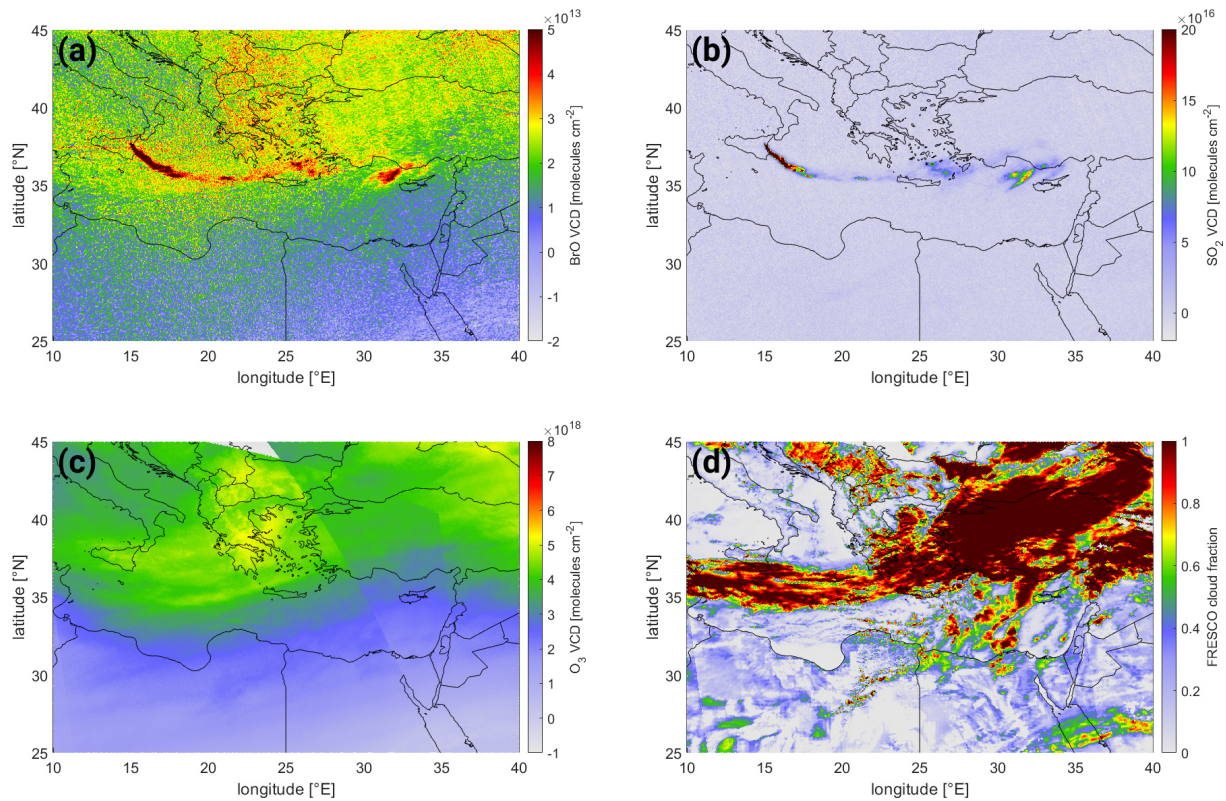 (a)
×10^13
45
40
35
30
25
latitude [°N]
10 15 20 25 30 35 40
longitude [°E]
5
4
3
2
1
0
-1
-2
BrO VCD [molecules cm^-2]
(b)
×10^16
45
40
35
30
25
latitude [°N]
10 15 20 25 30 35 40
longitude [°E]
20
15
10
5
0
SO_2 VCD [molecules cm^-2]
(c)
×10^18
45
40
35
30
25
latitude [°N]
10 15 20 25 30 35 40
longitude [°E]
8
7
6
5
4
3
2
1
0
-1
O_3 VCD [molecules cm^-2]
(d)
45
40
35
30
25
latitude [°N]
10 15 20 25 30 35 40
longitude [°E]
1
0.8
0.6
0.4
0.2
0
FRESCO cloud fraction